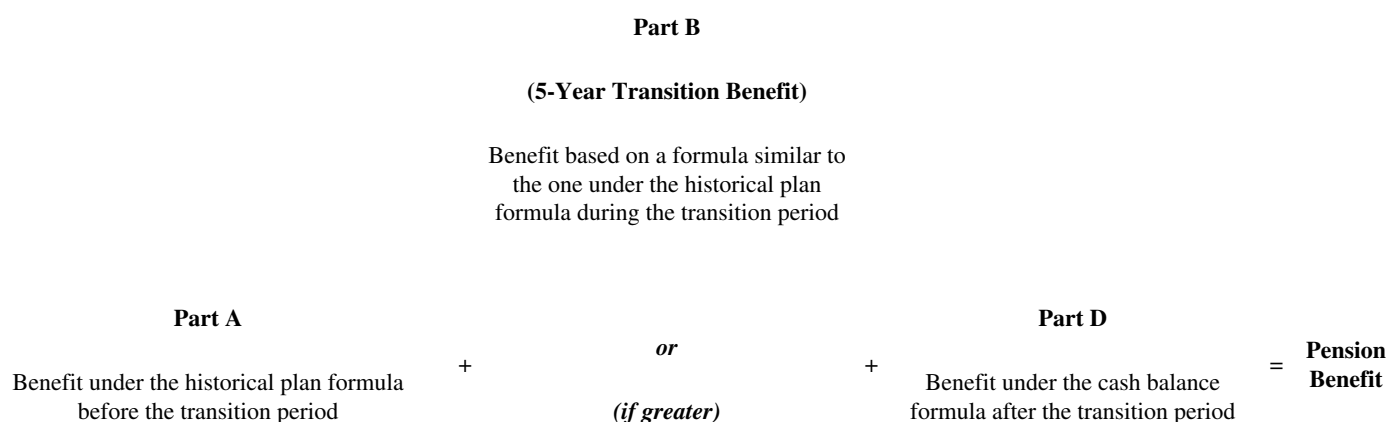 Part B
(5-Year Transition Benefit)
Benefit based on a formula similar to
the one under the historical plan
formula during the transition period
Part A
Benefit under the historical plan formula
before the transition period
+
or
(if greater)
+
Part D
Benefit under the cash balance
formula after the transition period
=
Pension
Benefit